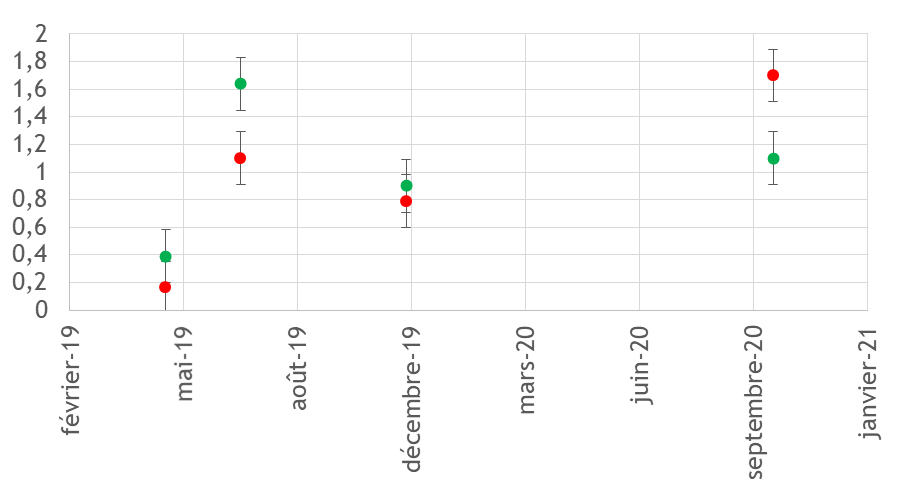 2
1,8
1,6
1,4
1,2
1
0,8
0,6
0,4
0,2
0
février-19
mai-19
août-19
décembre-19
mars-20
juin-20
septembre-20
janvier-21